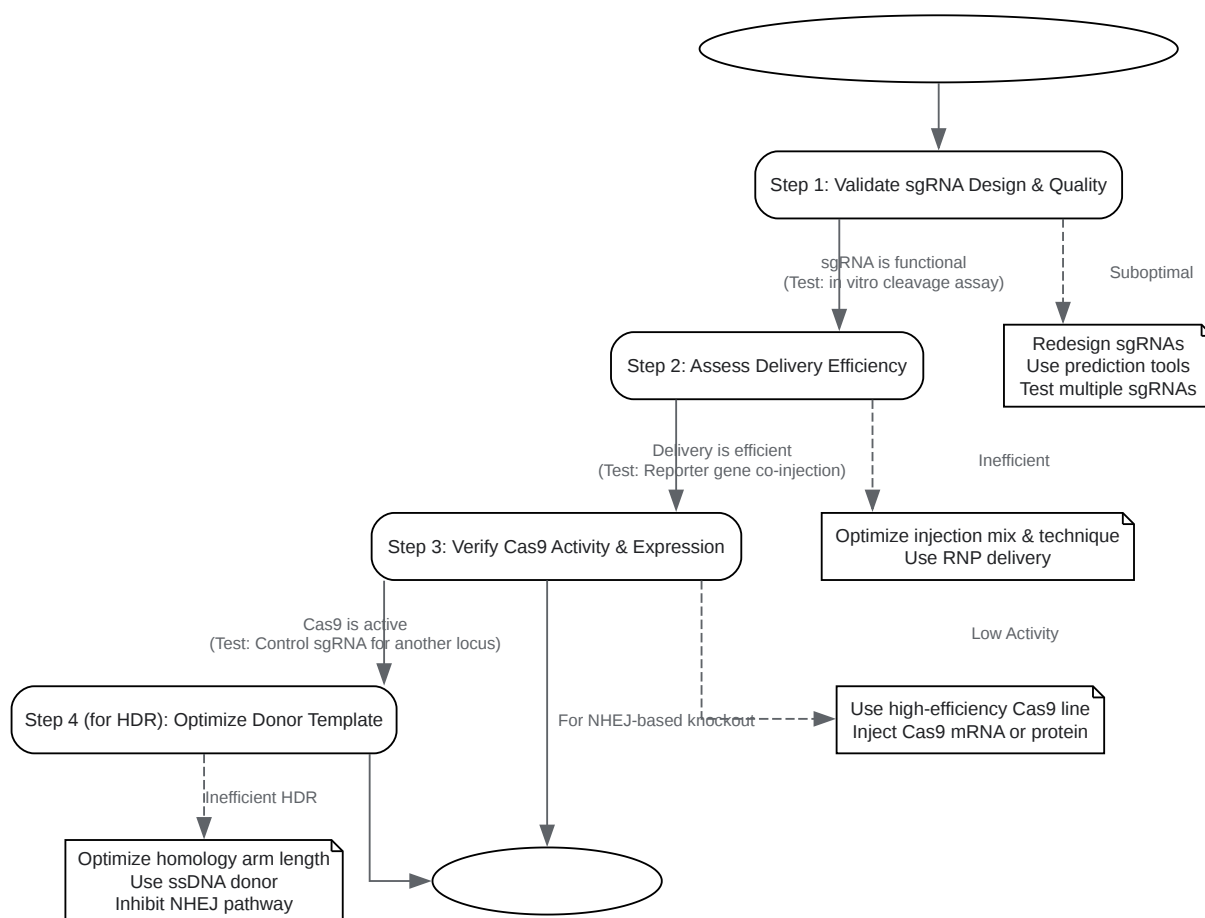 Step 1: Validate sgRNA Design & Quality
sgRNA is functional
(Test: in vitro cleavage assay)
Suboptimal
Redesign sgRNAs
Use prediction tools
Test multiple sgRNAs
Step 2: Assess Delivery Efficiency
Delivery is efficient
(Test: Reporter gene co-injection)
Inefficient
Optimize injection mix & technique
Use RNP delivery
Step 3: Verify Cas9 Activity & Expression
Cas9 is active
(Test: Control sgRNA for another locus)
Low Activity
Use high-efficiency Cas9 line
Inject Cas9 mRNA or protein
For NHEJ-based knockout
Step 4 (for HDR): Optimize Donor Template
Inefficient HDR
Optimize homology arm length
Use ssDNA donor
Inhibit NHEJ pathway